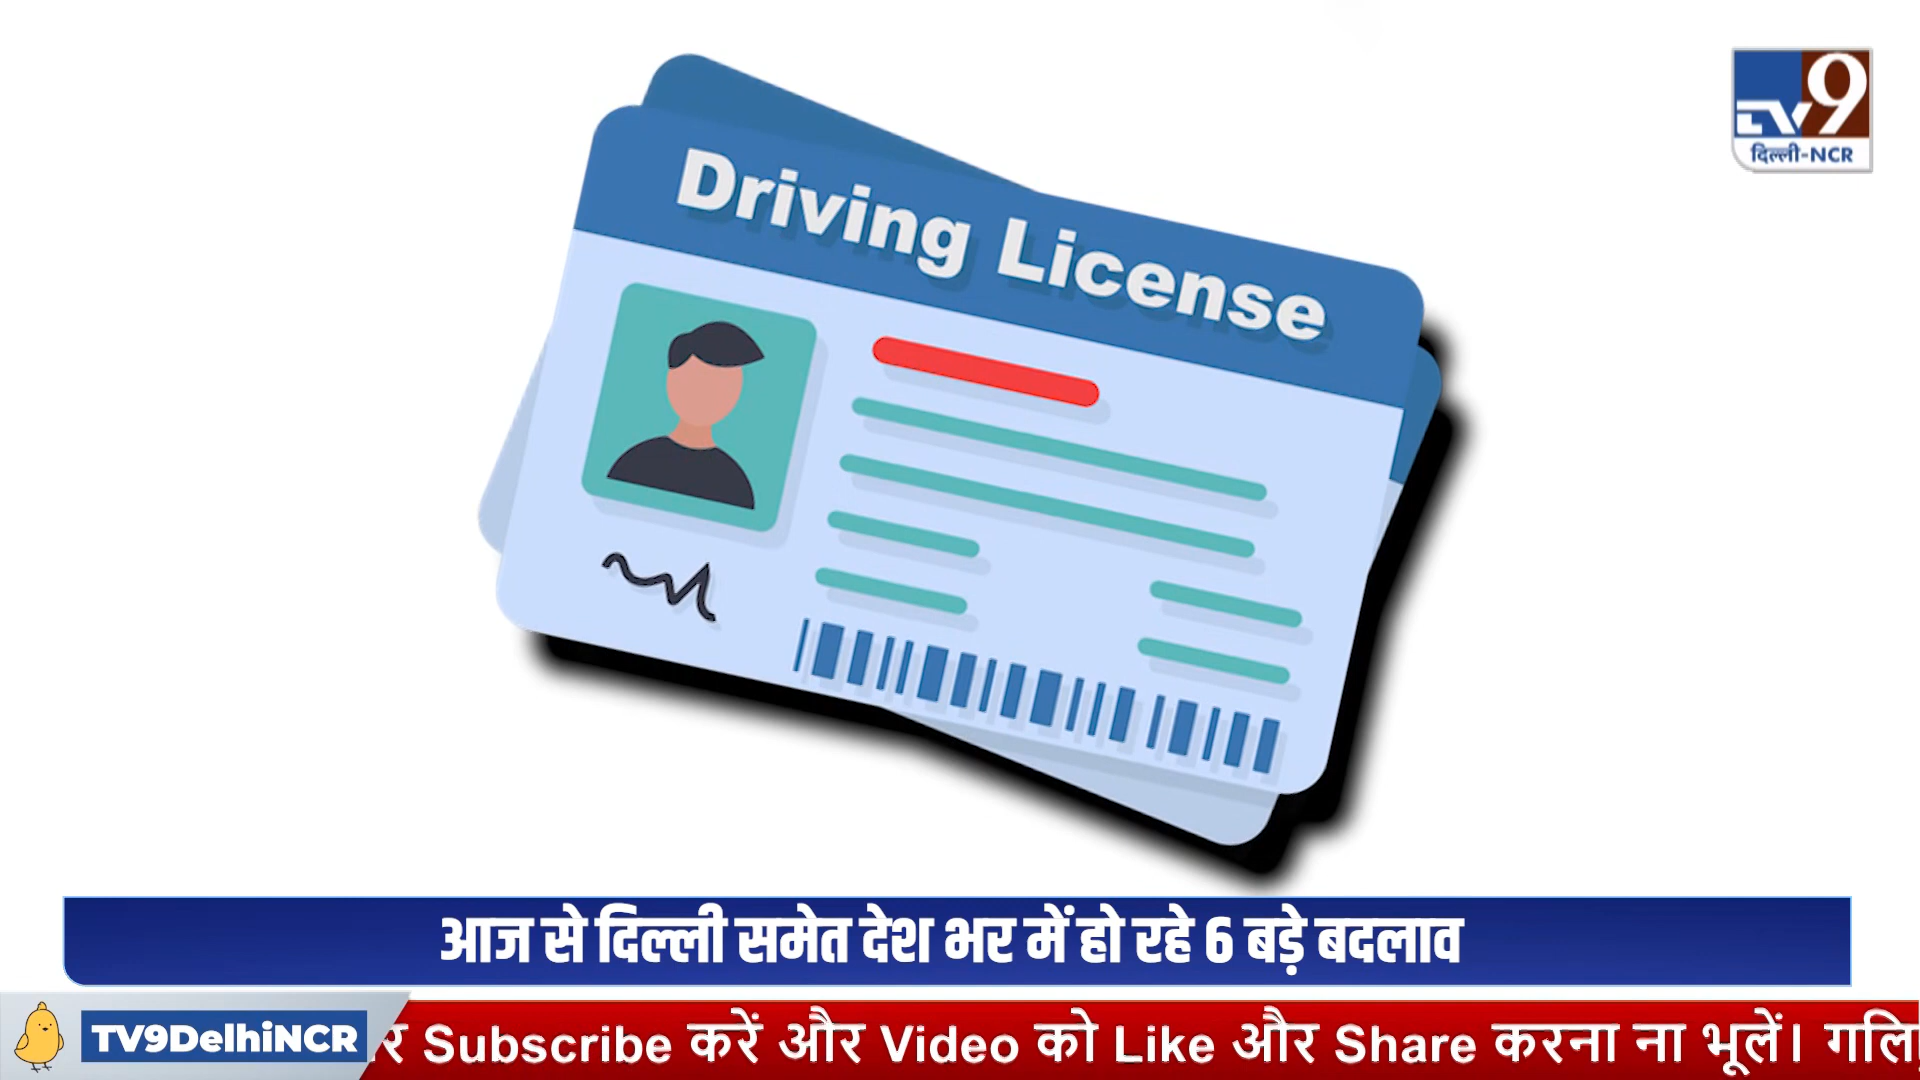 TV9
दिल्ली-NCR
Driving License
आज से दिल्ली समेत देश भर में हो रहे 6 बड़े बदलाव
TV9DelhiNCR
Subscribe करें और Video को Like और Share करना ना भूलें।